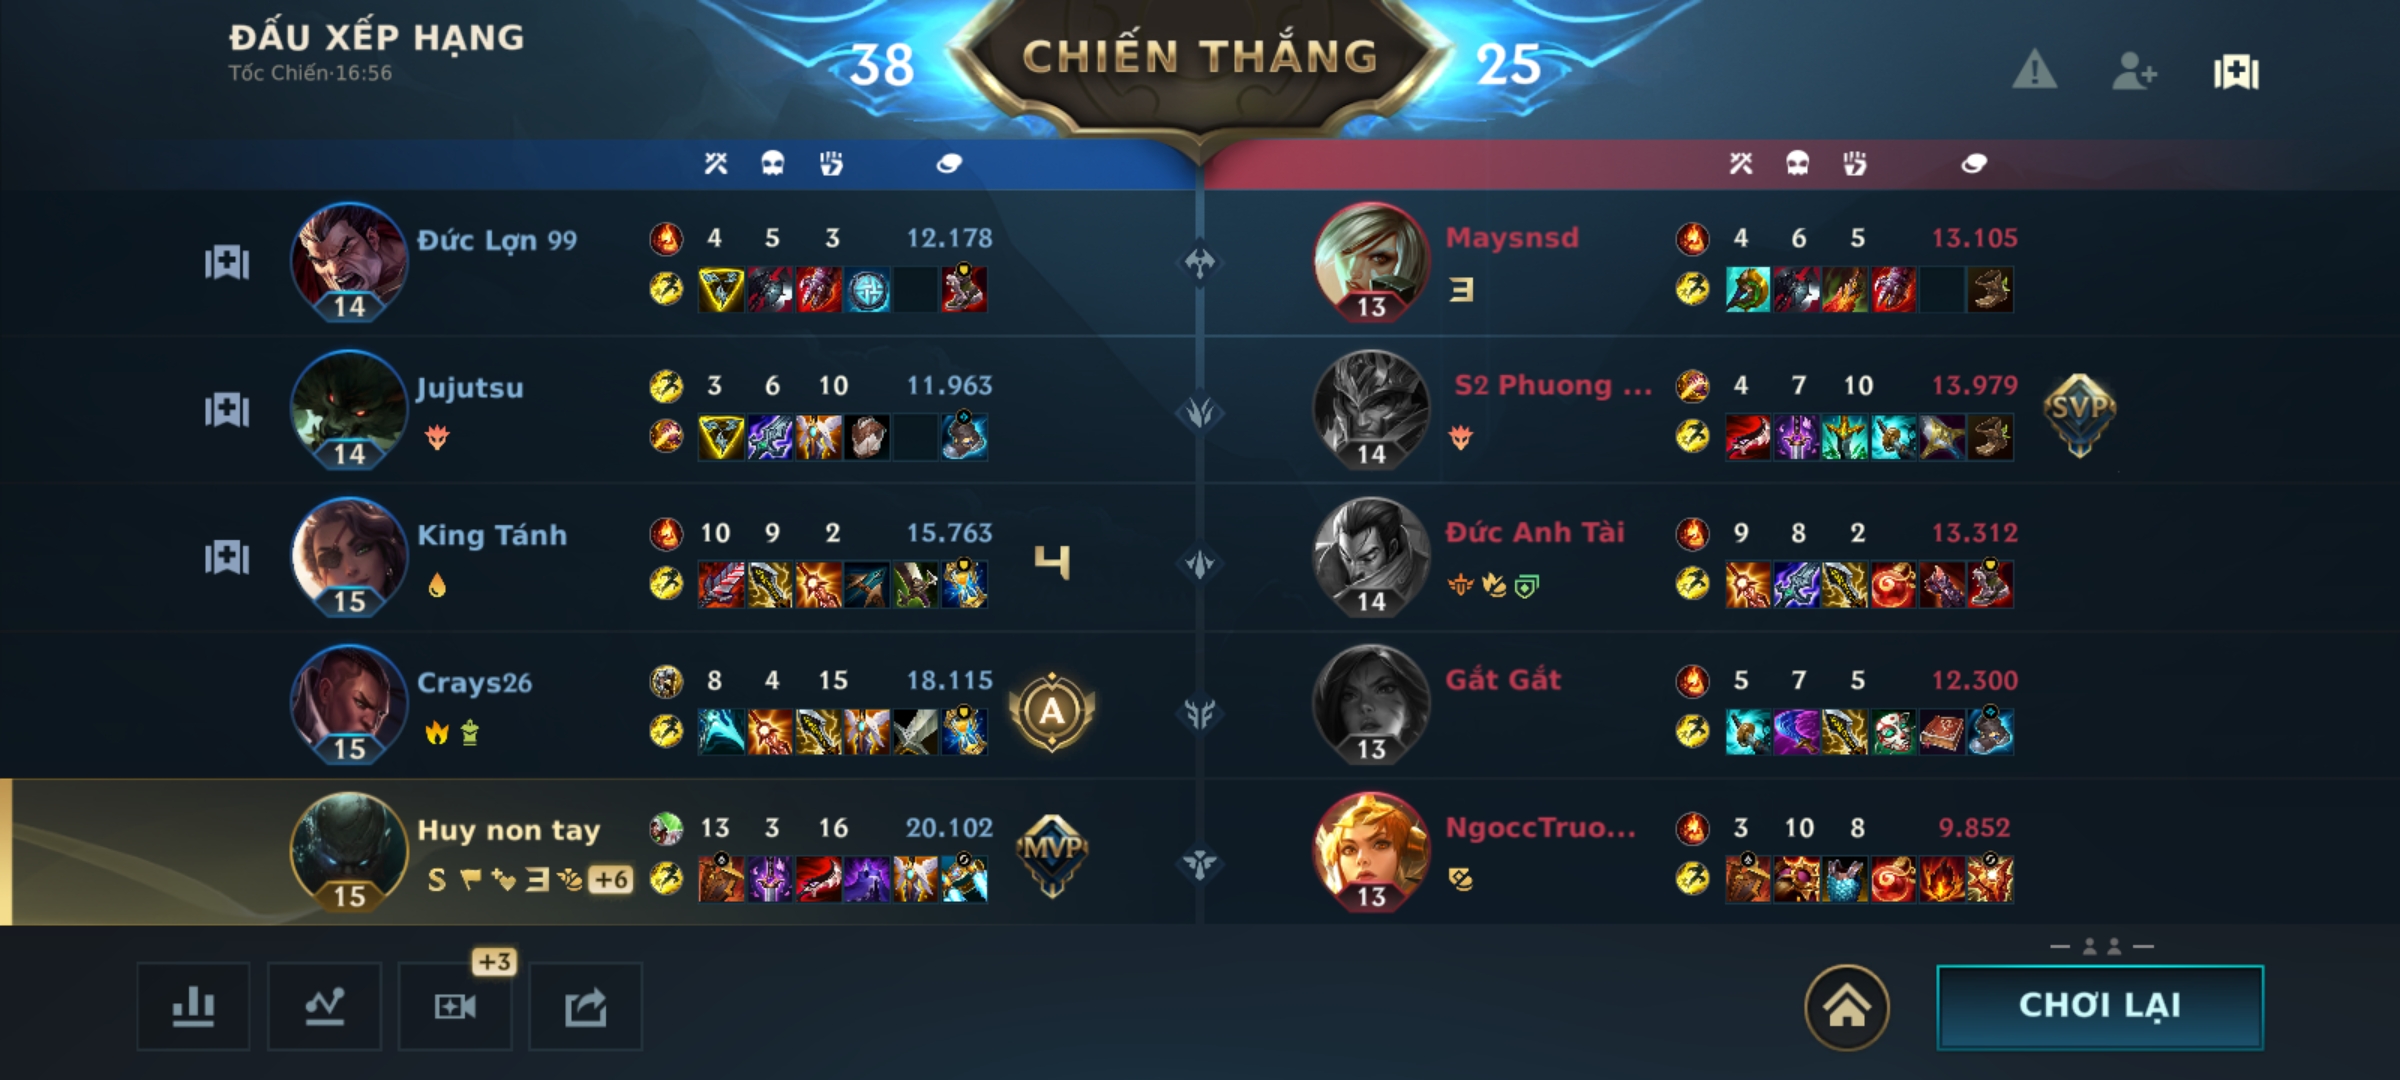 ĐẤU XẾP HẠNG
Tốc Chiến·16:56
38
CHIẾN THẮNG
25
14
Đức Lợn 99
4 5 3 12.178
13
Maysnsd
4 6 5 13.105
14
Jujutsu
3 6 10 11.963
14
S2 Phuong ...
4 7 10 13.979
SVP
15
King Tánh
10 9 2 15.763
4
14
Đức Anh Tài
9 8 2 13.312
15
Crays26
8 4 15 18.115
A
13
Gắt Gắt
5 7 5 12.300
15
Huy non tay
S +6
13 3 16 20.102
MVP
13
NgoccTruo...
3 10 8 9.852
+3
CHƠI LẠI